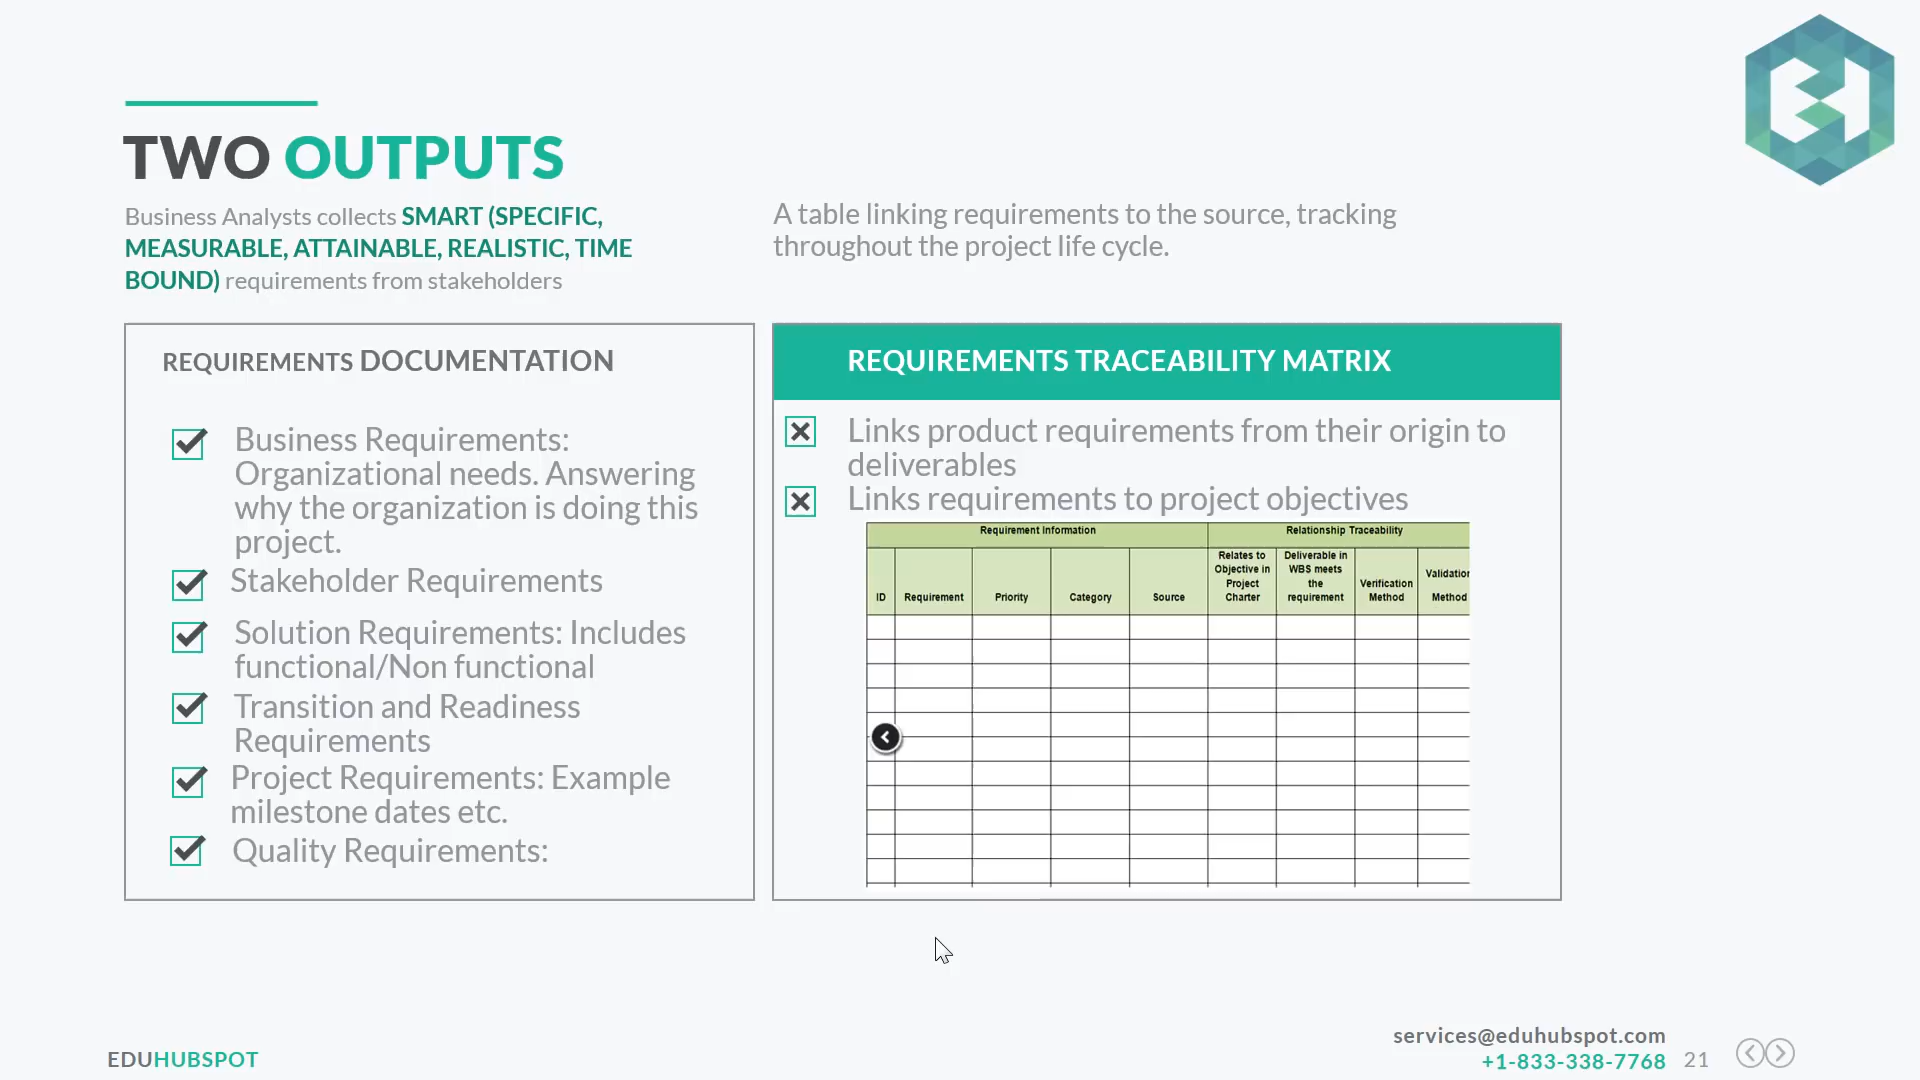 TWO OUTPUTS
Business Analysts collects SMART (SPECIFIC,
MEASURABLE, ATTAINABLE, REALISTIC, TIME
BOUND) requirements from stakeholders
A table linking requirements to the source, tracking
throughout the project life cycle.
REQUIREMENTS DOCUMENTATION
Business Requirements:
Organizational needs. Answering
why the organization is doing this
project.
Stakeholder Requirements
Solution Requirements: Includes
functional/Non functional
Transition and Readiness
Requirements
Project Requirements: Example
milestone dates etc.
Quality Requirements:
REQUIREMENTS TRACEABILITY MATRIX
Links product requirements from their origin to
deliverables
Links requirements to project objectives
Requirement Information
Relationship Traceability
ID
Requirement
Priority
Category
Source
Relates to
Objective in
Project
Charter
Deliverable in
WBS meets
the
requirement
Verification
Method
Validation
Method
EDUHUBSPOT
services@eduhubspot.com
+1-833-338-7768
21